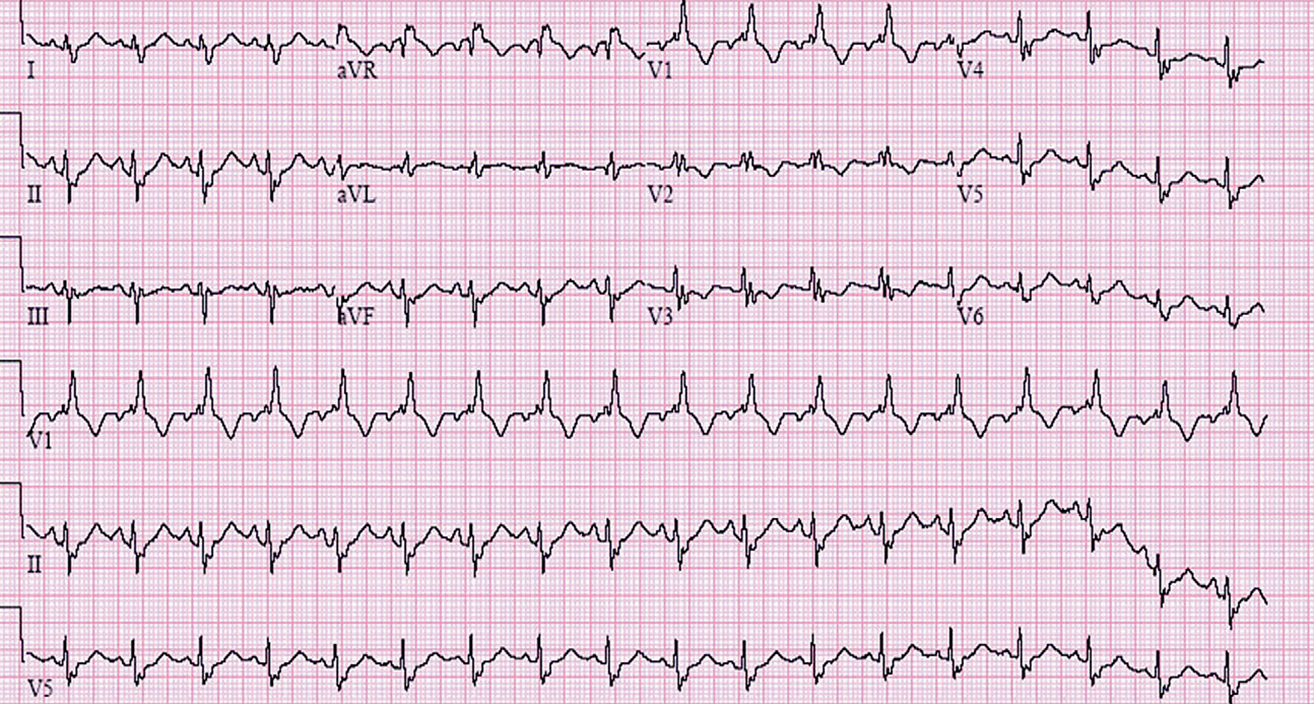 I aVR V1 V4
II aVL V2 V5
III aVF V3 V6
V1
II
V5